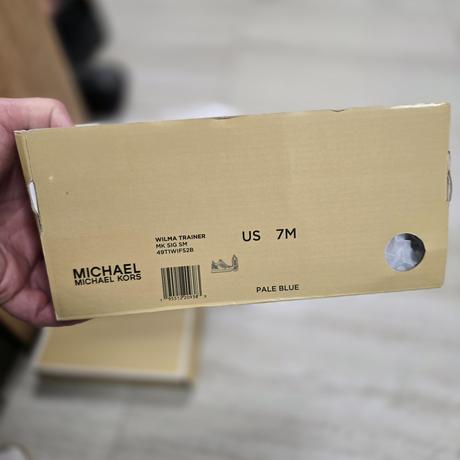 WILMA TRAINER
MK SIG SM
49T1WIFS2B
US 7M
MICHAEL
MICHAEL KORS
PALE BLUE